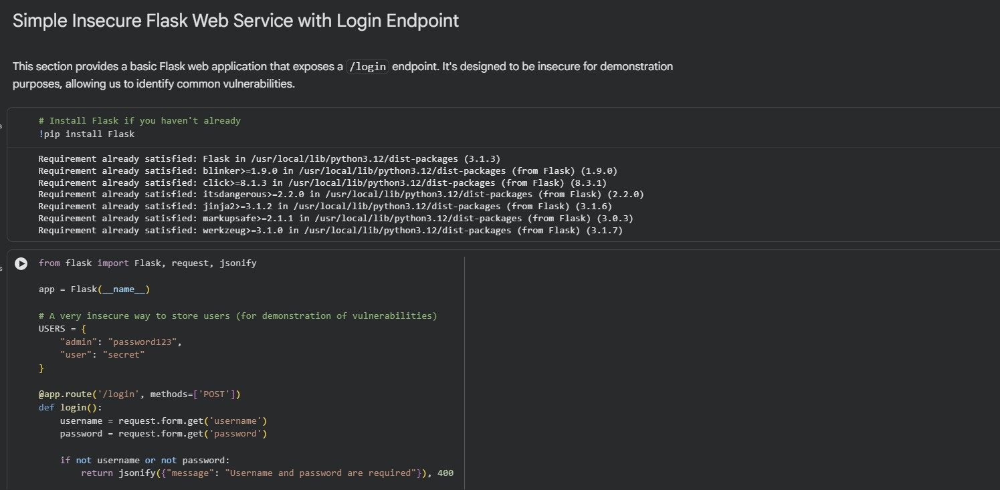 Simple Insecure Flask Web Service with Login Endpoint
This section provides a basic Flask web application that exposes a /login endpoint. It's designed to be insecure for demonstration
purposes, allowing us to identify common vulnerabilities.
# Install Flask if you haven't already
!pip install Flask
Requirement already satisfied: Flask in /usr/local/lib/python3.12/dist-packages (3.1.3)
Requirement already satisfied: blinker>=1.9.0 in /usr/local/lib/python3.12/dist-packages (from Flask) (1.9.0)
Requirement already satisfied: click>=8.1.3 in /usr/local/lib/python3.12/dist-packages (from Flask) (8.3.1)
Requirement already satisfied: itsdangerous>=2.2.0 in /usr/local/lib/python3.12/dist-packages (from Flask) (2.2.0)
Requirement already satisfied: jinja2>=3.1.2 in /usr/local/lib/python3.12/dist-packages (from Flask) (3.1.6)
Requirement already satisfied: markupsafe>=2.1.1 in /usr/local/lib/python3.12/dist-packages (from Flask) (3.0.3)
Requirement already satisfied: werkzeug>=3.1.0 in /usr/local/lib/python3.12/dist-packages (from Flask) (3.1.7)
from flask import Flask, request, jsonify
app = Flask(__name__)
# A very insecure way to store users (for demonstration of vulnerabilities)
USERS = {
    "admin": "password123",
    "user": "secret"
}
@app.route('/login', methods=['POST'])
def login():
    username = request.form.get('username')
    password = request.form.get('password')
    if not username or not password:
        return jsonify({"message": "Username and password are required"}), 400